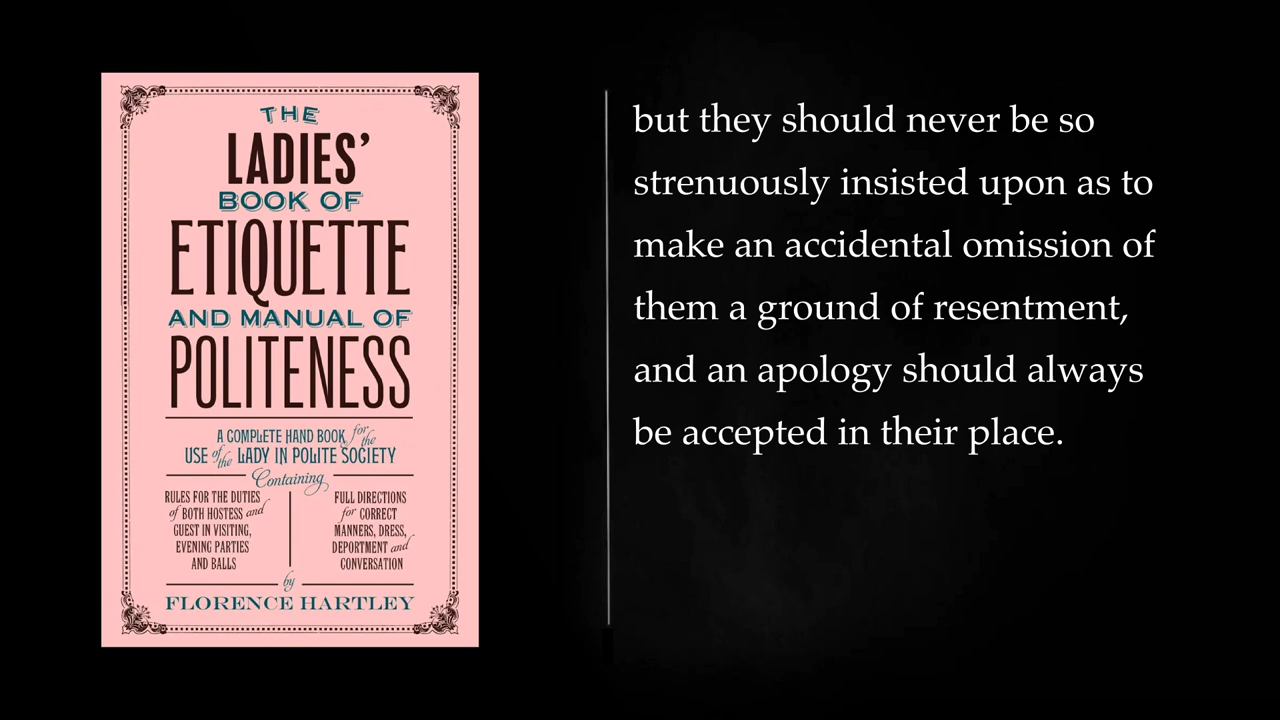 THE
LADIES'
BOOK OF
ETIQUETTE
AND MANUAL OF
POLITENESS
A COMPLETE HAND BOOK for the
USE of the LADY IN POLITE SOCIETY
Containing
RULES FOR THE DUTIES
of BOTH HOSTESS and
GUEST IN VISITING,
EVENING PARTIES
AND BALLS
FULL DIRECTIONS
for CORRECT
MANNERS, DRESS,
DEPORTMENT and
CONVERSATION
by
FLORENCE HARTLEY
but they should never be so
strenuously insisted upon as to
make an accidental omission of
them a ground of resentment,
and an apology should always
be accepted in their place.